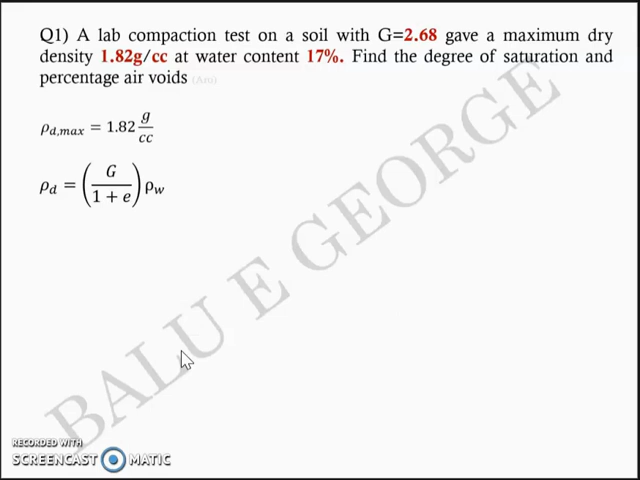 Q1) A lab compaction test on a soil with G=2.68 gave a maximum dry
density 1.82g/cc at water content 17%. Find the degree of saturation and
percentage air voids (Am)
ρd,max = 1.82 g/cc
ρd = (G/(1 + e)) ρw
BALU E GEORGE
RECORDED WITH
SCREENCAST MATIC